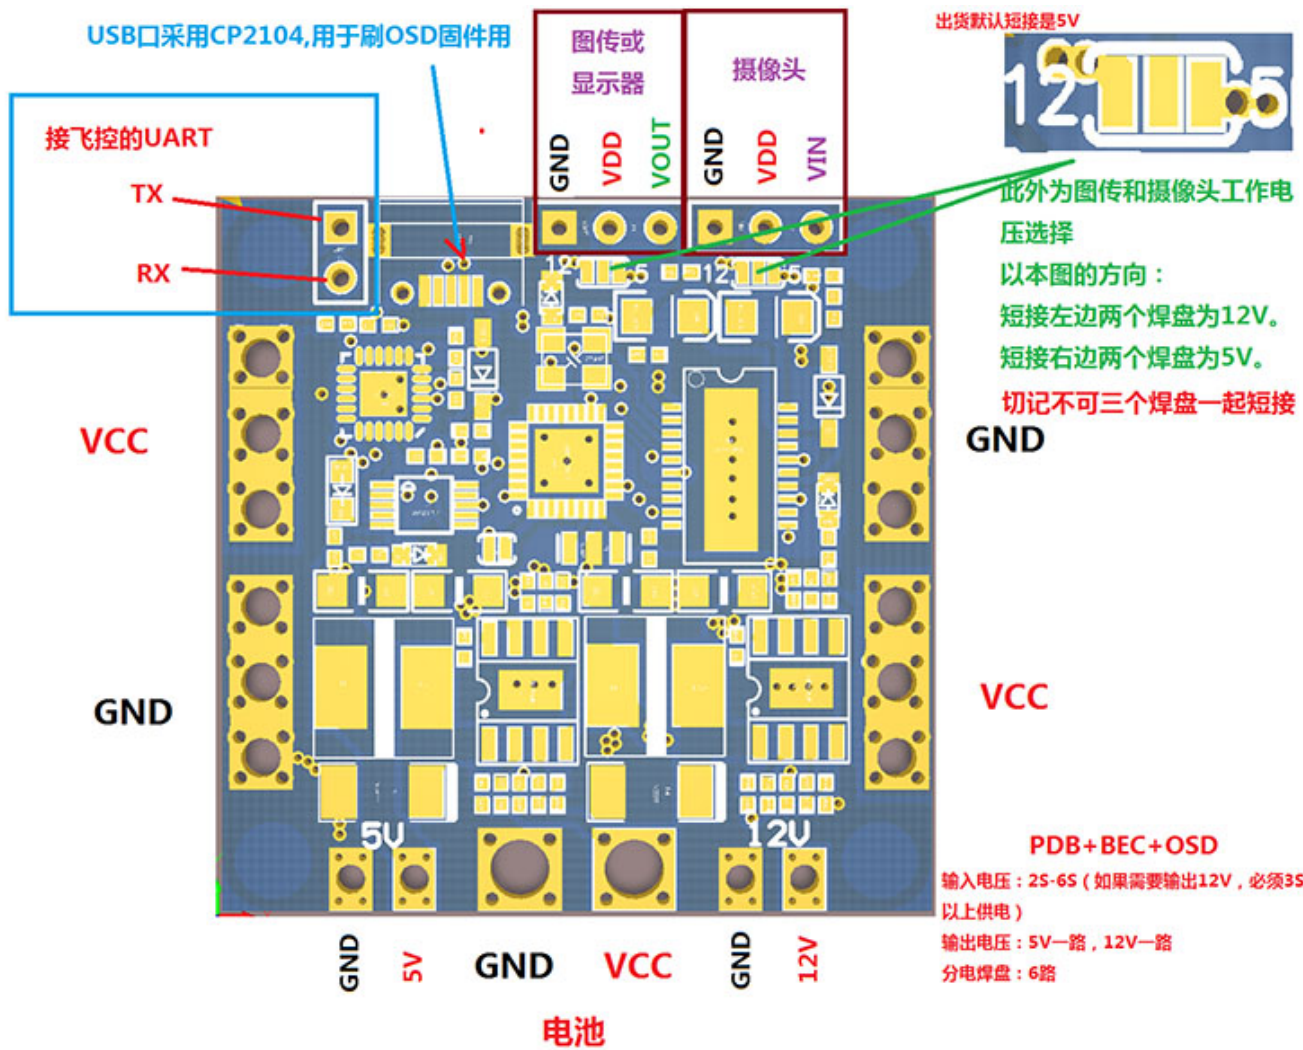 USB口采用CP2104,用于刷OSD固件用
图传或
显示器
摄像头
出货默认短接是5V
12 5
接飞控的UART
TX
RX
GND
VDD
VOUT
GND
VDD
VIN
此外为图传和摄像头工作电
压选择
以本图的方向：
短接左边两个焊盘为12V。
短接右边两个焊盘为5V。
切记不可三个焊盘一起短接
12 5
12 5
VCC
GND
GND
VCC
5V
12V
PDB+BEC+OSD
输入电压：2S-6S（如果需要输出12V，必须3S
以上供电）
输出电压：5V一路，12V一路
分电焊盘：6路
GND
5V
GND
VCC
GND
12V
电池